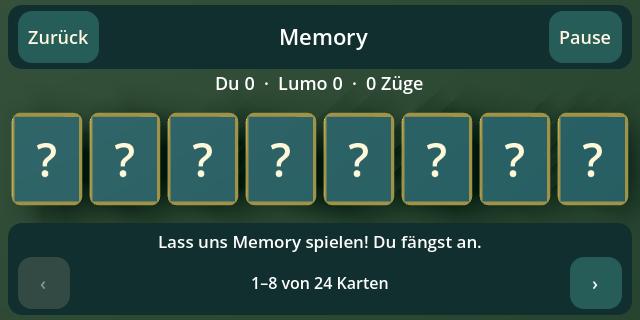 Zurück
Memory
Pause
Du 0 · Lumo 0 · 0 Züge
? ? ? ? ? ? ? ?
Lass uns Memory spielen! Du fängst an.
‹
1–8 von 24 Karten
›